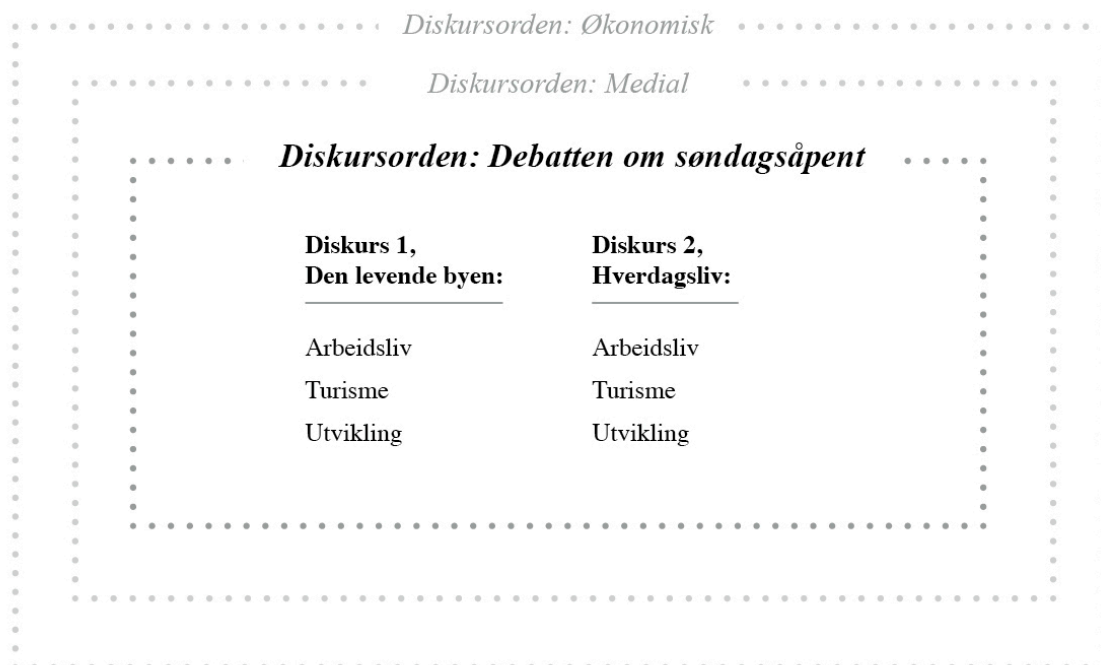 Diskursorden: Økonomisk
Diskursorden: Medial
Diskursorden: Debatten om søndagsåpent
Diskurs 1,
Den levende byen:
Arbeidsliv
Turisme
Utvikling
Diskurs 2,
Hverdagsliv:
Arbeidsliv
Turisme
Utvikling